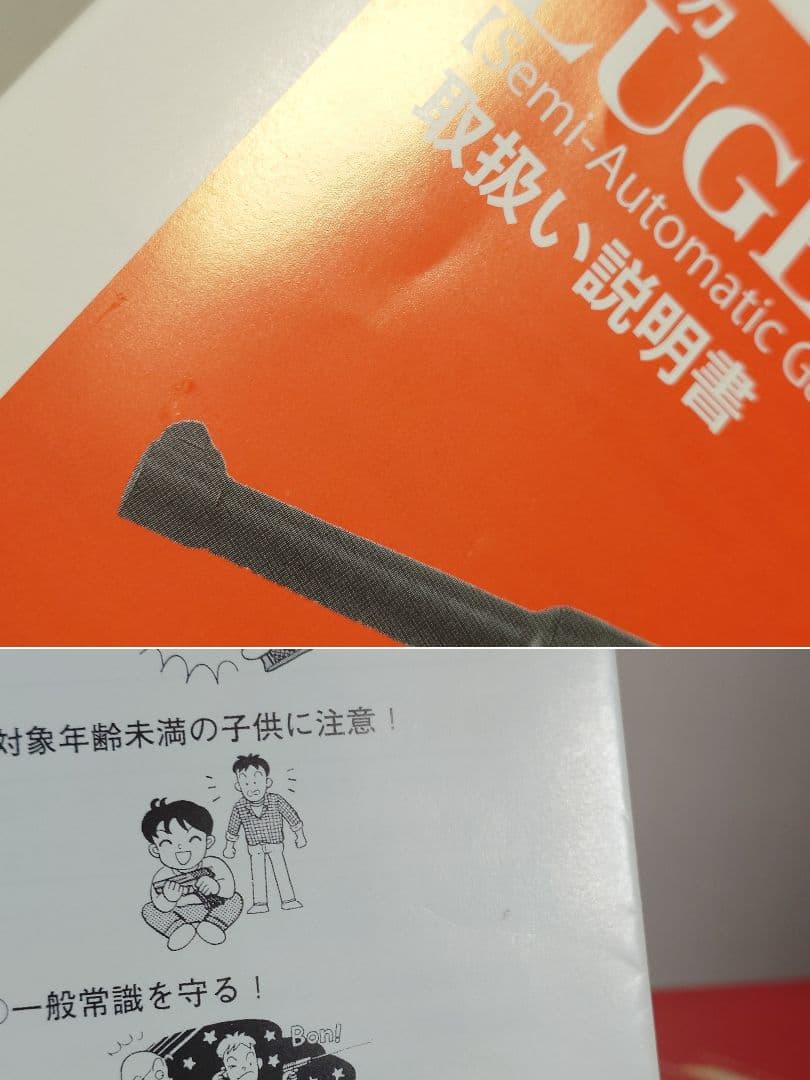 カ
LUGE
【Semi-Automatic G
取扱い説明書
対象年齢未満の子供に注意！
○一般常識を守る！
Bon!